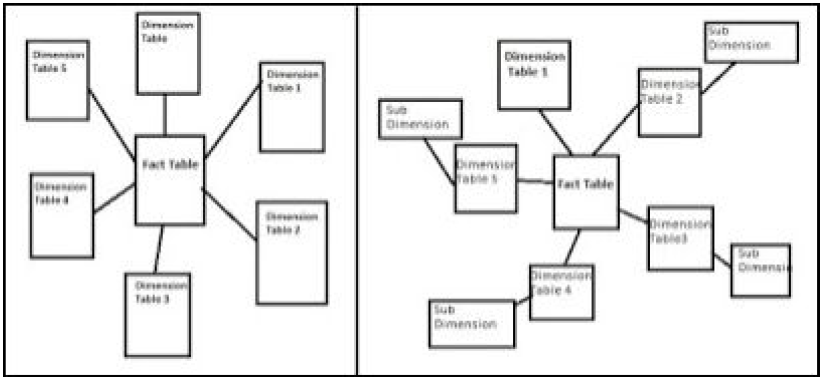 Dimension
Table
Dimension
Table 5
Dimension
Table 1
Fact Table
Dimension
Table 4
Dimension
Table 2
Dimension
Table 3
Sub
Dimension
Dimension
Table 1
Dimension
Table 2
Sub
Dimension
Dimension
Table 5
Fact Table
Dimension
Table3
Sub
Dimensi
Dimension
Table 4
Sub
Dimension